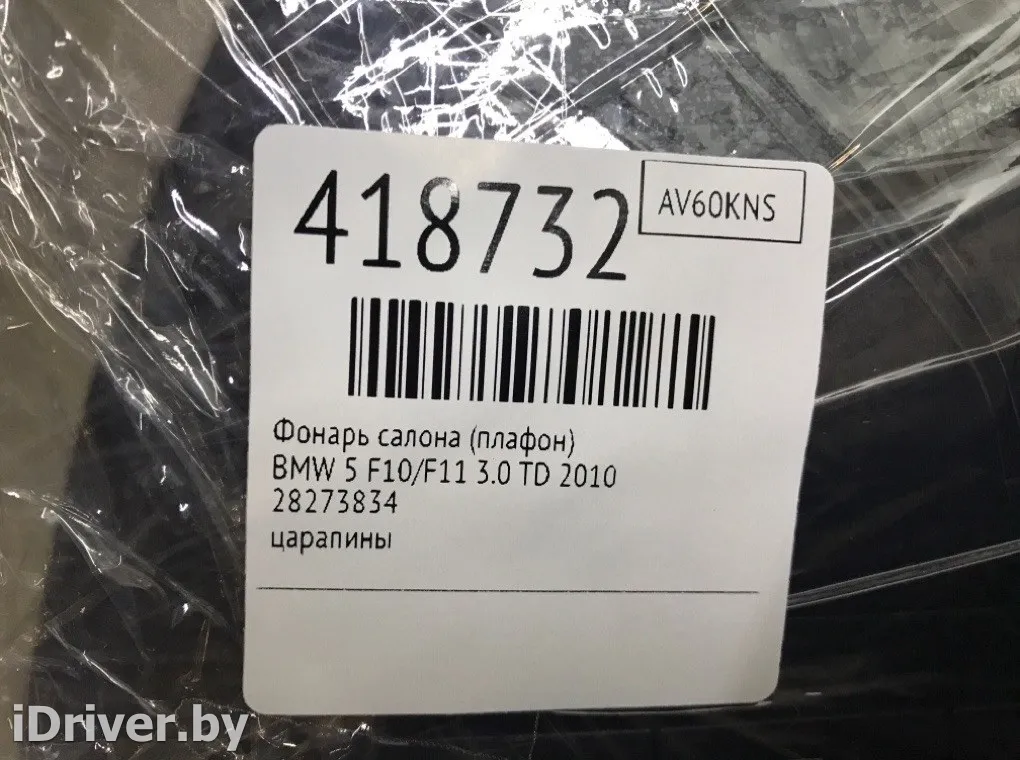 418732
AV60KNS
Фонарь салона (плафон)
BMW 5 F10/F11 3.0 TD 2010
28273834
царапины
iDriver.by